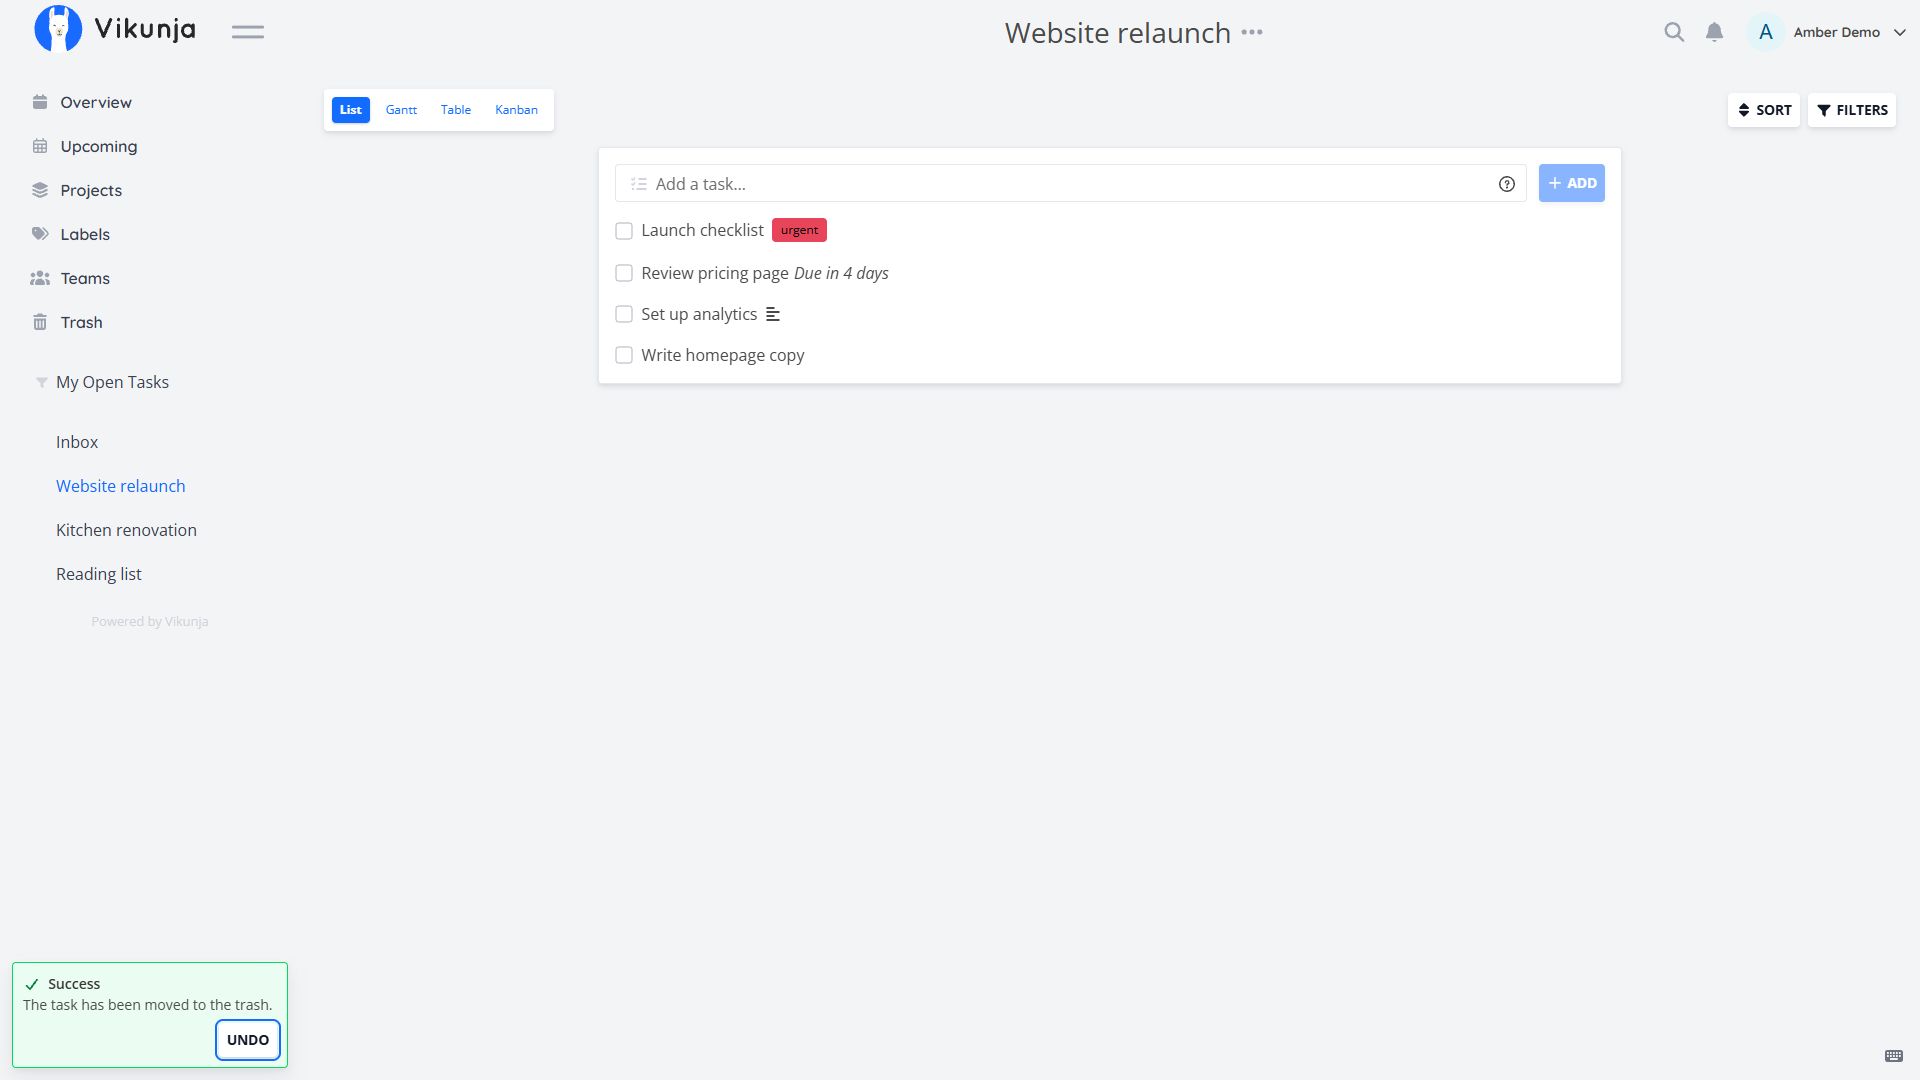 Vikunja
Website relaunch
A
Amber Demo
Overview
Upcoming
Projects
Labels
Teams
Trash
My Open Tasks
Inbox
Website relaunch
Kitchen renovation
Reading list
Powered by Vikunja
List Gantt Table Kanban
SORT FILTERS
Add a task...
+ ADD
Launch checklist urgent
Review pricing page Due in 4 days
Set up analytics
Write homepage copy
Success
The task has been moved to the trash.
UNDO